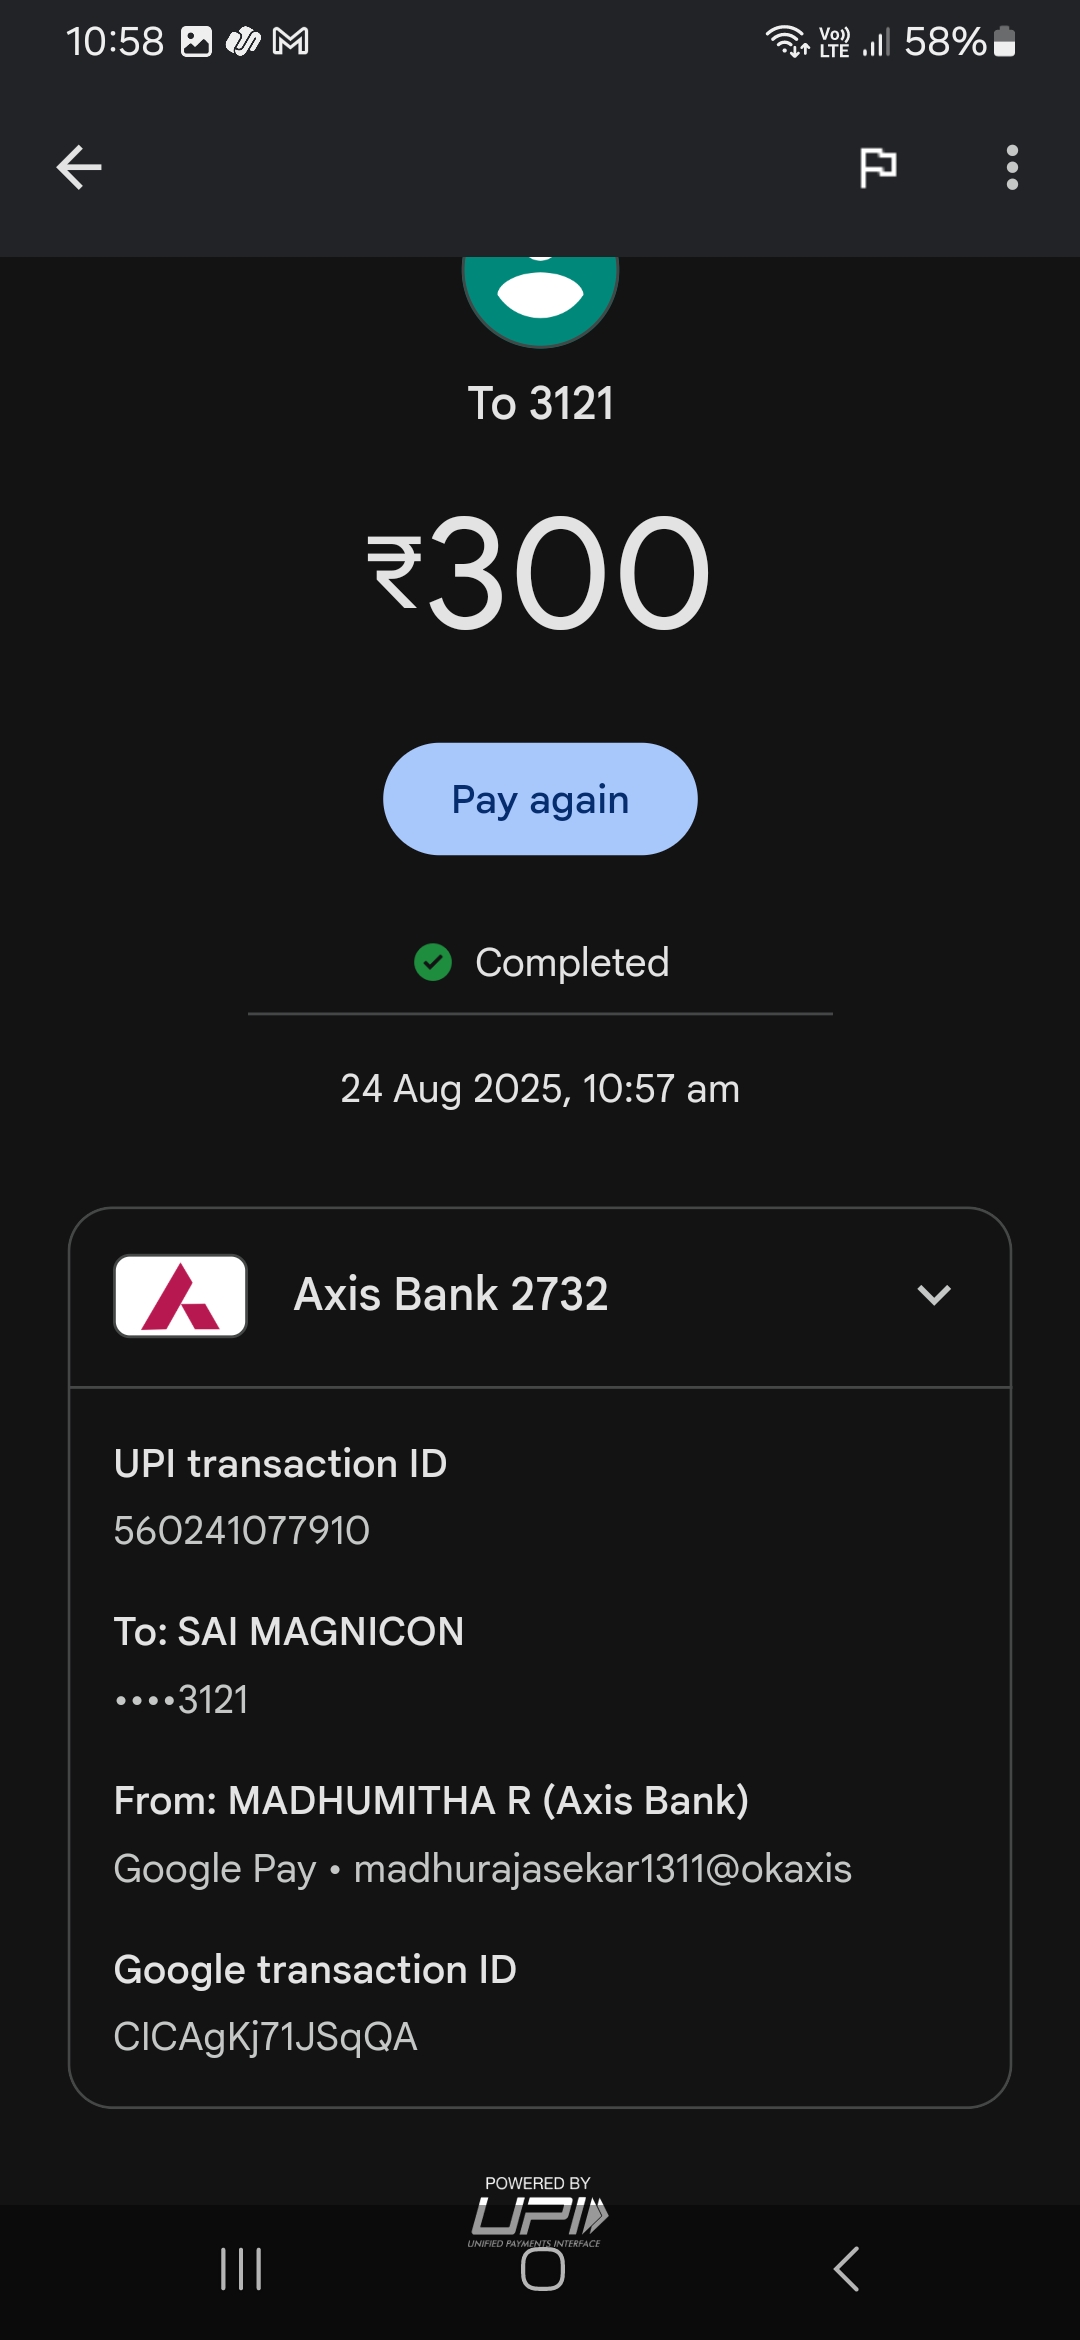 10:58
Vo)) LTE 58%
To 3121
₹300
Pay again
Completed
24 Aug 2025, 10:57 am
Axis Bank 2732
UPI transaction ID
560241077910
To: SAI MAGNICON
••••3121
From: MADHUMITHA R (Axis Bank)
Google Pay • madhurajasekar1311@okaxis
Google transaction ID
CICAgKj71JSqQA
POWERED BY
UPI
UNIFIED PAYMENTS INTERFACE